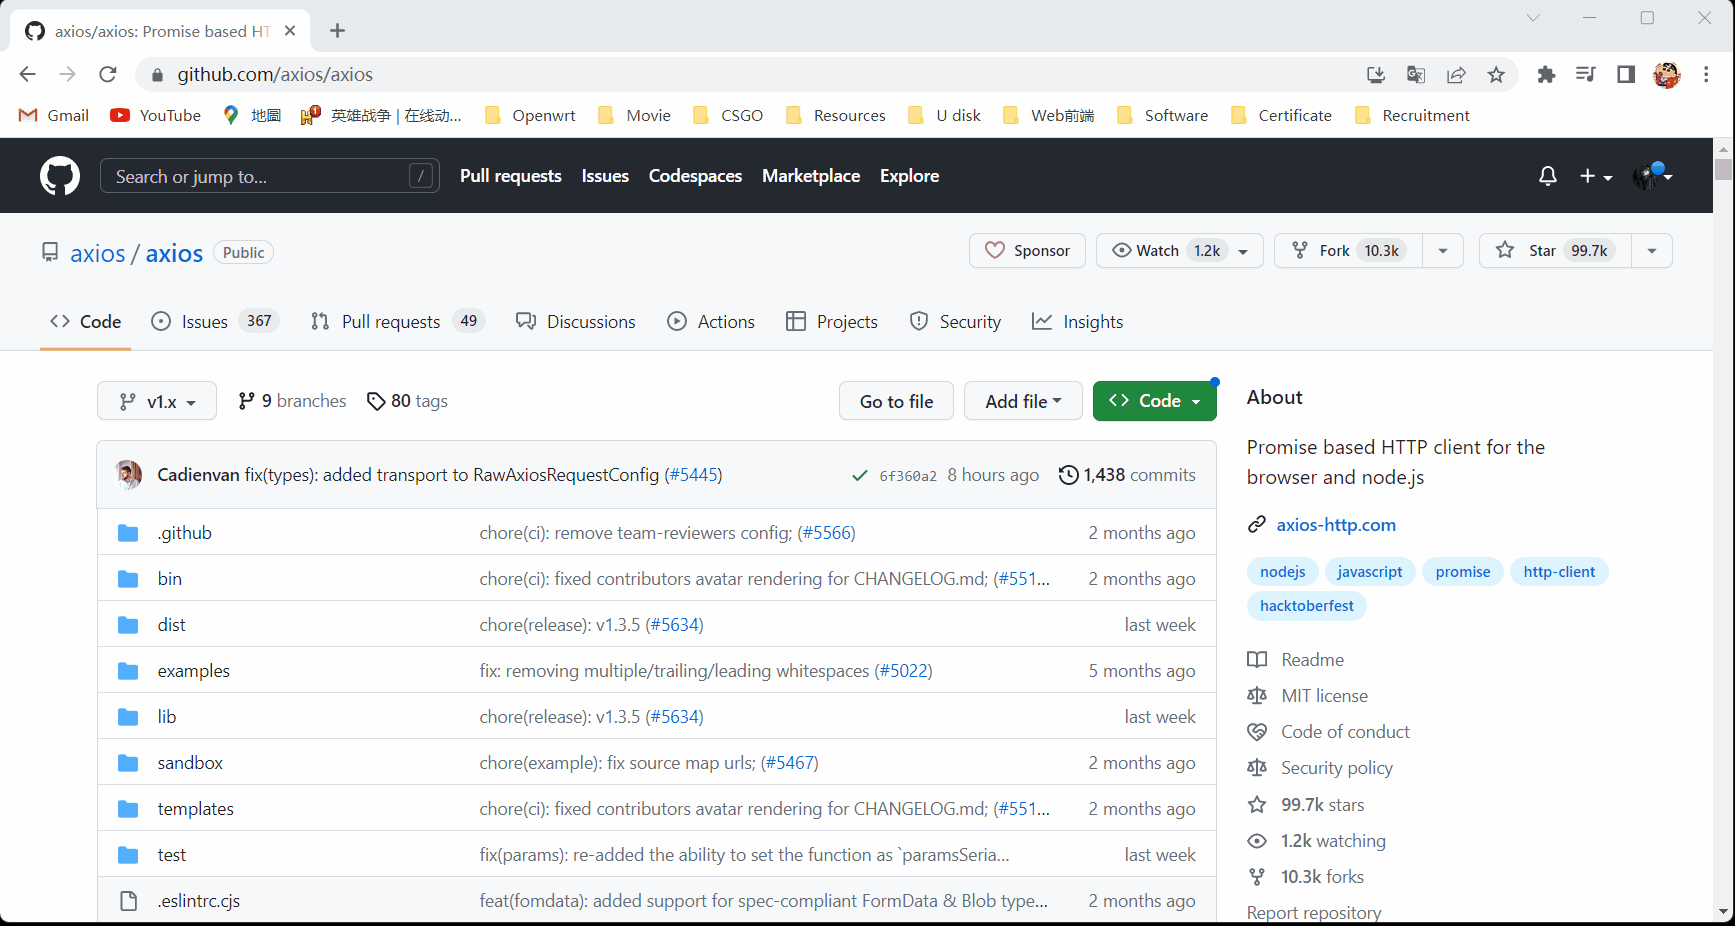 axios/axios: Promise based HT
github.com/axios/axios
Gmail YouTube 地圖 英雄战争 | 在线动... Openwrt Movie CSGO Resources U disk Web前端 Software Certificate Recruitment
Search or jump to... / Pull requests Issues Codespaces Marketplace Explore
axios / axios Public Sponsor Watch 1.2k Fork 10.3k Star 99.7k
Code Issues 367 Pull requests 49 Discussions Actions Projects Security Insights
v1.x 9 branches 80 tags Go to file Add file Code
Cadienvan fix(types): added transport to RawAxiosRequestConfig (#5445) 6f360a2 8 hours ago 1,438 commits
.github chore(ci): remove team-reviewers config; (#5566) 2 months ago
bin chore(ci): fixed contributors avatar rendering for CHANGELOG.md; (#551... 2 months ago
dist chore(release): v1.3.5 (#5634) last week
examples fix: removing multiple/trailing/leading whitespaces (#5022) 5 months ago
lib chore(release): v1.3.5 (#5634) last week
sandbox chore(example): fix source map urls; (#5467) 2 months ago
templates chore(ci): fixed contributors avatar rendering for CHANGELOG.md; (#551... 2 months ago
test fix(params): re-added the ability to set the function as `paramsSeria... last week
.eslintrc.cjs feat(fomdata): added support for spec-compliant FormData & Blob type... 2 months ago
About
Promise based HTTP client for the
browser and node.js
axios-http.com
nodejs javascript promise http-client
hacktoberfest
Readme
MIT license
Code of conduct
Security policy
99.7k stars
1.2k watching
10.3k forks
Report repository